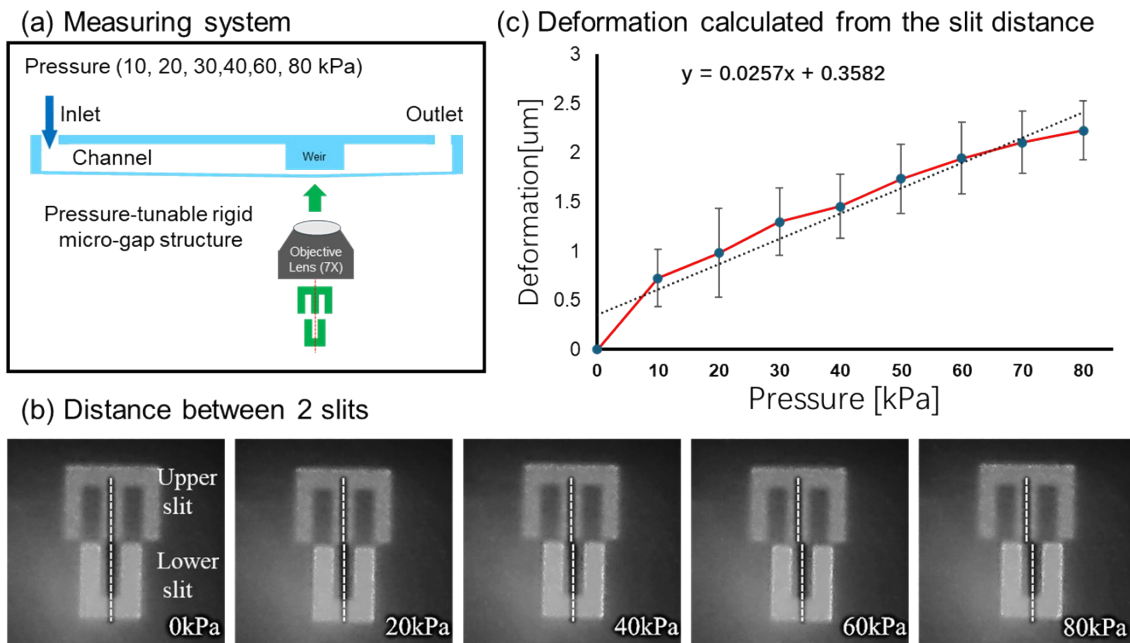 (a) Measuring system
Pressure (10, 20, 30,40,60, 80 kPa)
Inlet
Outlet
Channel
Weir
Pressure-tunable rigid
micro-gap structure
Objective
Lens (7X)
(c) Deformation calculated from the slit distance
y = 0.0257x + 0.3582
Deformation[um]
3
2.5
2
1.5
1
0.5
0
0 10 20 30 40 50 60 70 80
Pressure [kPa]
(b) Distance between 2 slits
Upper
slit
Lower
slit
0kPa
20kPa
40kPa
60kPa
80kPa